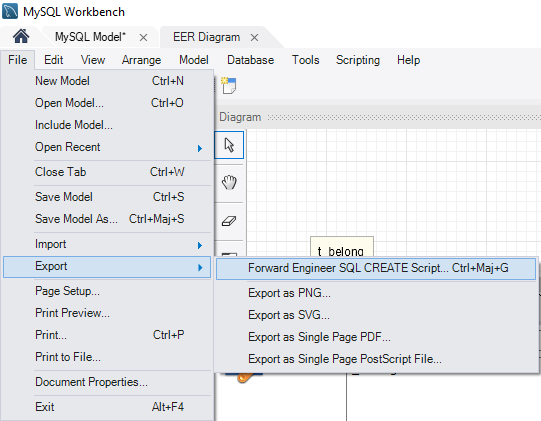 MySQL Workbench
MySQL Model* × EER Diagram ×
File Edit View Arrange Model Database Tools Scripting Help
New Model Ctrl+N
Open Model... Ctrl+O
Include Model...
Open Recent
Close Tab Ctrl+W
Save Model Ctrl+S
Save Model As... Ctrl+Maj+S
Import
Export
Page Setup...
Print Preview...
Print... Ctrl+P
Print to File...
Document Properties...
Exit Alt+F4
Diagram
t_belong
Forward Engineer SQL CREATE Script... Ctrl+Maj+G
Export as PNG...
Export as SVG...
Export as Single Page PDF...
Export as Single Page PostScript File...